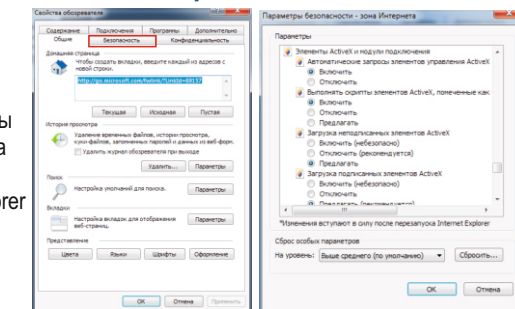 ы
а
rer
Свойства обозревателя
Содержание Подключения Программы Дополнительно
Общие Безопасность Конфиденциальность
Домашняя страница
Чтобы создать вкладки, введите каждый из адресов с
новой строки.
http://go.microsoft.com/fwlink/?LinkId=69157
Текущая Исходная Пустая
История просмотра
Удаление временных файлов, истории просмотра,
куки-файлов, запомненных паролей и данных из веб-форм.
Удалить журнал обозревателя при выходе
Удалить... Параметры
Поиск
Настройка умолчаний для поиска. Параметры
Вкладки
Настройка вкладок для отображения
веб-страниц. Параметры
Представление
Цвета Языки Шрифты Оформление
ОК Отмена Применить
Параметры безопасности - зона Интернета
Параметры
Элементы ActiveX и модули подключения
Автоматические запросы элементов управления ActiveX
Включить
Отключить
Выполнять скрипты элементов ActiveX, помеченные как
Включить
Отключить
Предлагать
Загрузка неподписанных элементов ActiveX
Включить (небезопасно)
Отключить (рекомендуется)
Предлагать
Загрузка подписанных элементов ActiveX
Включить (небезопасно)
Отключить
Предлагать (рекомендуется)
*Изменения вступают в силу после перезапуска Internet Explorer
Сброс особых параметров
На уровень: Выше среднего (по умолчанию) Сбросить...
ОК Отмена